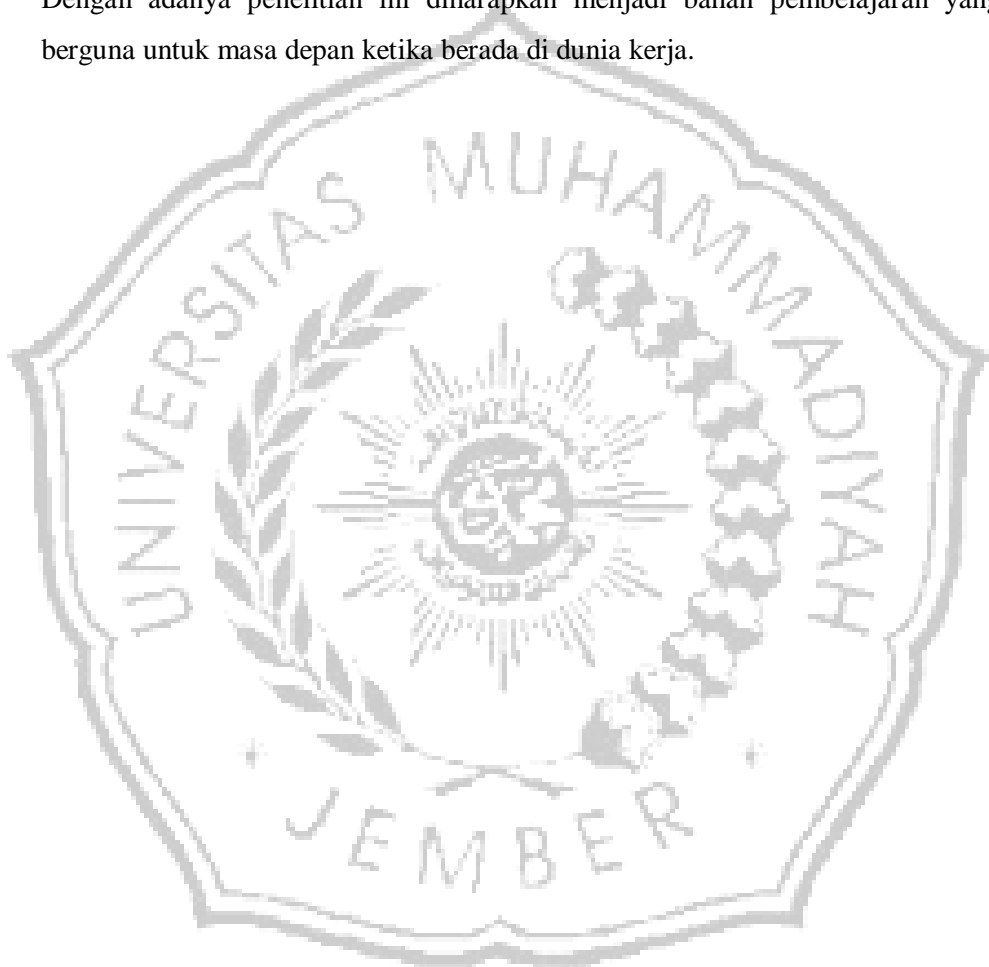 Dengan adanya penelitian ini diharapkan menjadi bahan pembelajaran yang
berguna untuk masa depan ketika berada di dunia kerja.
UNIVERSITAS MUHAMMADIYAH
JEMBER